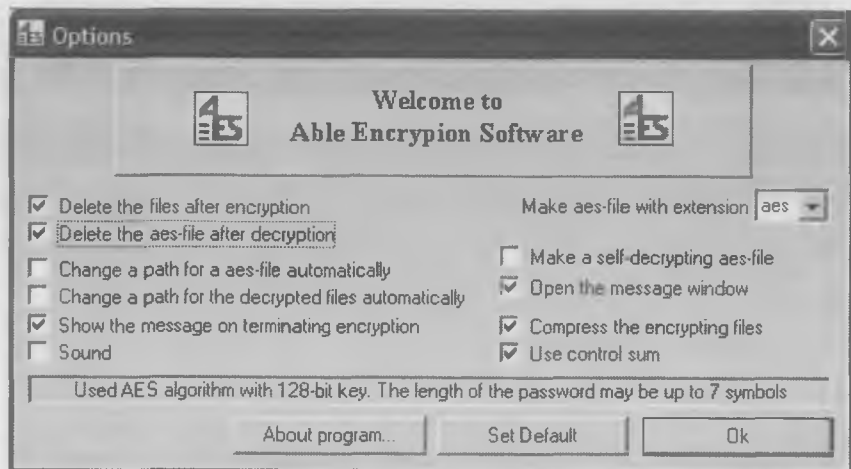 Options
AES
Welcome to
Able Encrypion Software
AES
Delete the files after encryption
Make aes-file with extension aes
Delete the aes-file after decryption
Make a self-decrypting aes-file
Change a path for a aes-file automatically
Open the message window
Change a path for the decrypted files automatically
Show the message on terminating encryption
Compress the encrypting files
Sound
Use control sum
Used AES algorithm with 128-bit key. The length of the password may be up to 7 symbols
About program...
Set Default
Ok